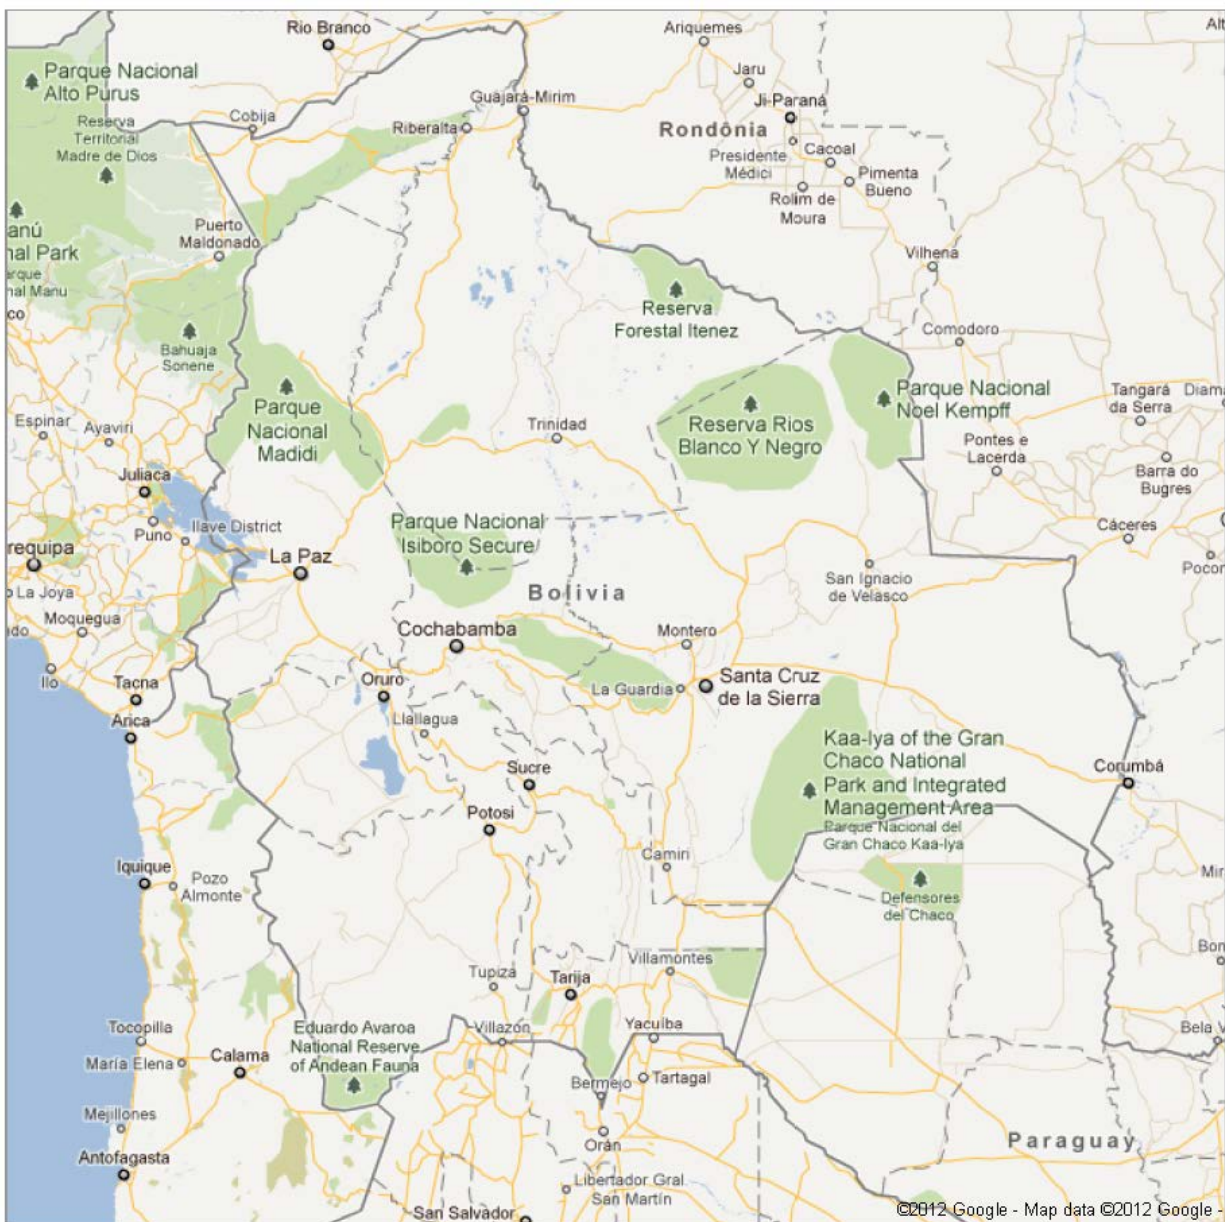 Rio Branco
Ariquemes
Alt
Parque Nacional
Alto Purus
Jaru
Guajará-Mirim
Ji-Paraná
Reserva
Territorial
Madre de Dios
Cobija
Riberalta
Rondônia
Presidente
Médici
Cacoal
Pimenta
Bueno
Rolim de
Moura
Puerto
Maldonado
anú
nal Park
arque
nal Manu
co
Vilhena
Reserva
Forestal Itenez
Comodoro
Bahuaja
Sonene
Parque Nacional
Noel Kempff
Tangará
da Serra
Diam
Parque
Nacional
Madidi
Espinar
Ayaviri
Trinidad
Reserva Rios
Blanco Y Negro
Pontes e
Lacerda
Barra do
Bugres
Juliaca
Puno
Ilave District
Parque Nacional
Isiboro Secure
Cáceres
requipa
La Paz
Pocor
La Joya
Bolivia
San Ignacio
de Velasco
Moquegua
ndo
Cochabamba
Montero
Ilo
Tacna
Oruro
La Guardia
Santa Cruz
de la Sierra
Arica
Llallagua
Kaa-Iya of the Gran
Chaco National
Park and Integrated
Management Area
Parque Nacional del
Gran Chaco Kaa-Iya
Sucre
Corumbá
Potosi
Iquique
Pozo
Almonte
Camiri
Mir
Defensores
del Chaco
Bon
Tupiza
Tarija
Villamontes
Tocopilla
Eduardo Avaroa
National Reserve
of Andean Fauna
Villazón
Yacuiba
Bela V
María Elena
Calama
Bermejo
Tartagal
Mejillones
Orán
Paraguay
Antofagasta
Libertador Gral
San Martín
San Salvador
©2012 Google - Map data ©2012 Google -